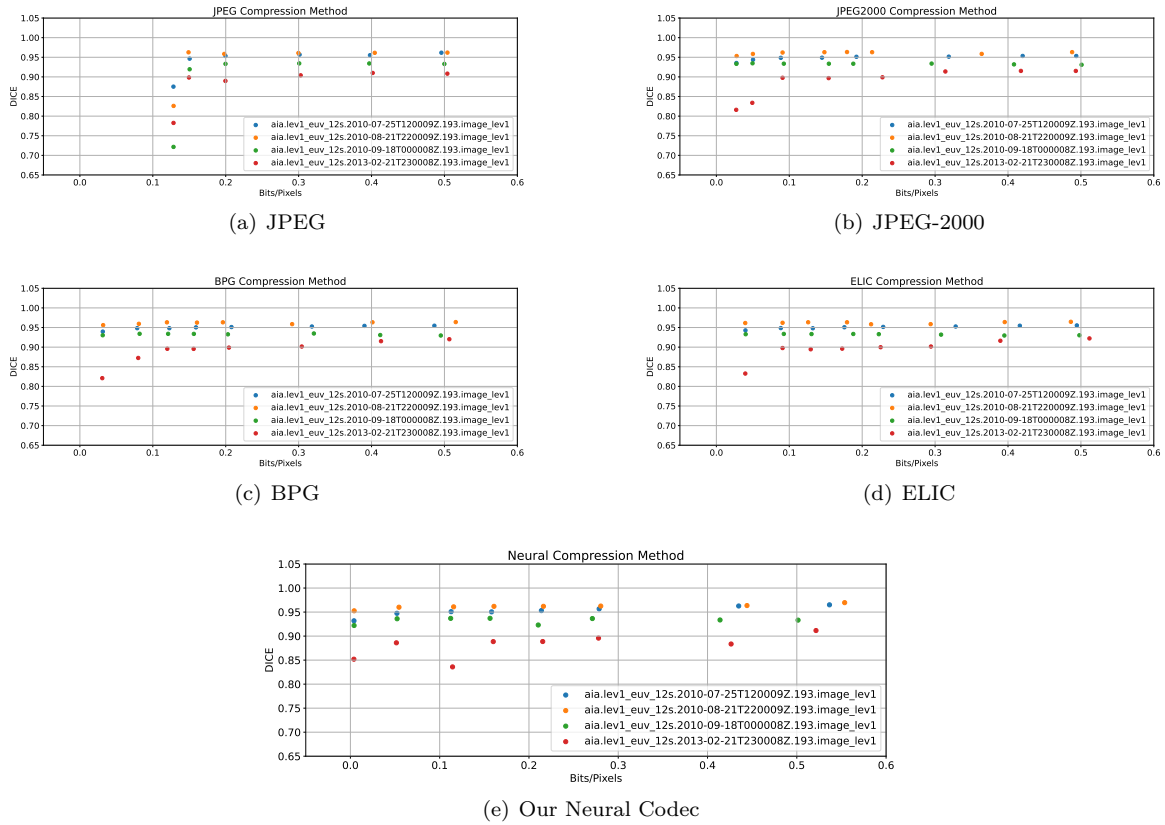 JPEG Compression Method
1.05
1.00
0.95
0.90
0.85
0.80
0.75
0.70
0.65
DICE
aia.lev1_euv_12s.2010-07-25T120009Z.193.image_lev1
aia.lev1_euv_12s.2010-08-21T220009Z.193.image_lev1
aia.lev1_euv_12s.2010-09-18T000008Z.193.image_lev1
aia.lev1_euv_12s.2013-02-21T230008Z.193.image_lev1
0.0 0.1 0.2 0.3 0.4 0.5 0.6
Bits/Pixels
(a) JPEG
JPEG2000 Compression Method
1.05
1.00
0.95
0.90
0.85
0.80
0.75
0.70
0.65
DICE
aia.lev1_euv_12s.2010-07-25T120009Z.193.image_lev1
aia.lev1_euv_12s.2010-08-21T220009Z.193.image_lev1
aia.lev1_euv_12s.2010-09-18T000008Z.193.image_lev1
aia.lev1_euv_12s.2013-02-21T230008Z.193.image_lev1
0.0 0.1 0.2 0.3 0.4 0.5 0.6
Bits/Pixels
(b) JPEG-2000
BPG Compression Method
1.05
1.00
0.95
0.90
0.85
0.80
0.75
0.70
0.65
DICE
aia.lev1_euv_12s.2010-07-25T120009Z.193.image_lev1
aia.lev1_euv_12s.2010-08-21T220009Z.193.image_lev1
aia.lev1_euv_12s.2010-09-18T000008Z.193.image_lev1
aia.lev1_euv_12s.2013-02-21T230008Z.193.image_lev1
0.0 0.1 0.2 0.3 0.4 0.5 0.6
Bits/Pixels
(c) BPG
ELIC Compression Method
1.05
1.00
0.95
0.90
0.85
0.80
0.75
0.70
0.65
DICE
aia.lev1_euv_12s.2010-07-25T120009Z.193.image_lev1
aia.lev1_euv_12s.2010-08-21T220009Z.193.image_lev1
aia.lev1_euv_12s.2010-09-18T000008Z.193.image_lev1
aia.lev1_euv_12s.2013-02-21T230008Z.193.image_lev1
0.0 0.1 0.2 0.3 0.4 0.5 0.6
Bits/Pixels
(d) ELIC
Neural Compression Method
1.05
1.00
0.95
0.90
0.85
0.80
0.75
0.70
0.65
DICE
aia.lev1_euv_12s.2010-07-25T120009Z.193.image_lev1
aia.lev1_euv_12s.2010-08-21T220009Z.193.image_lev1
aia.lev1_euv_12s.2010-09-18T000008Z.193.image_lev1
aia.lev1_euv_12s.2013-02-21T230008Z.193.image_lev1
0.0 0.1 0.2 0.3 0.4 0.5 0.6
Bits/Pixels
(e) Our Neural Codec